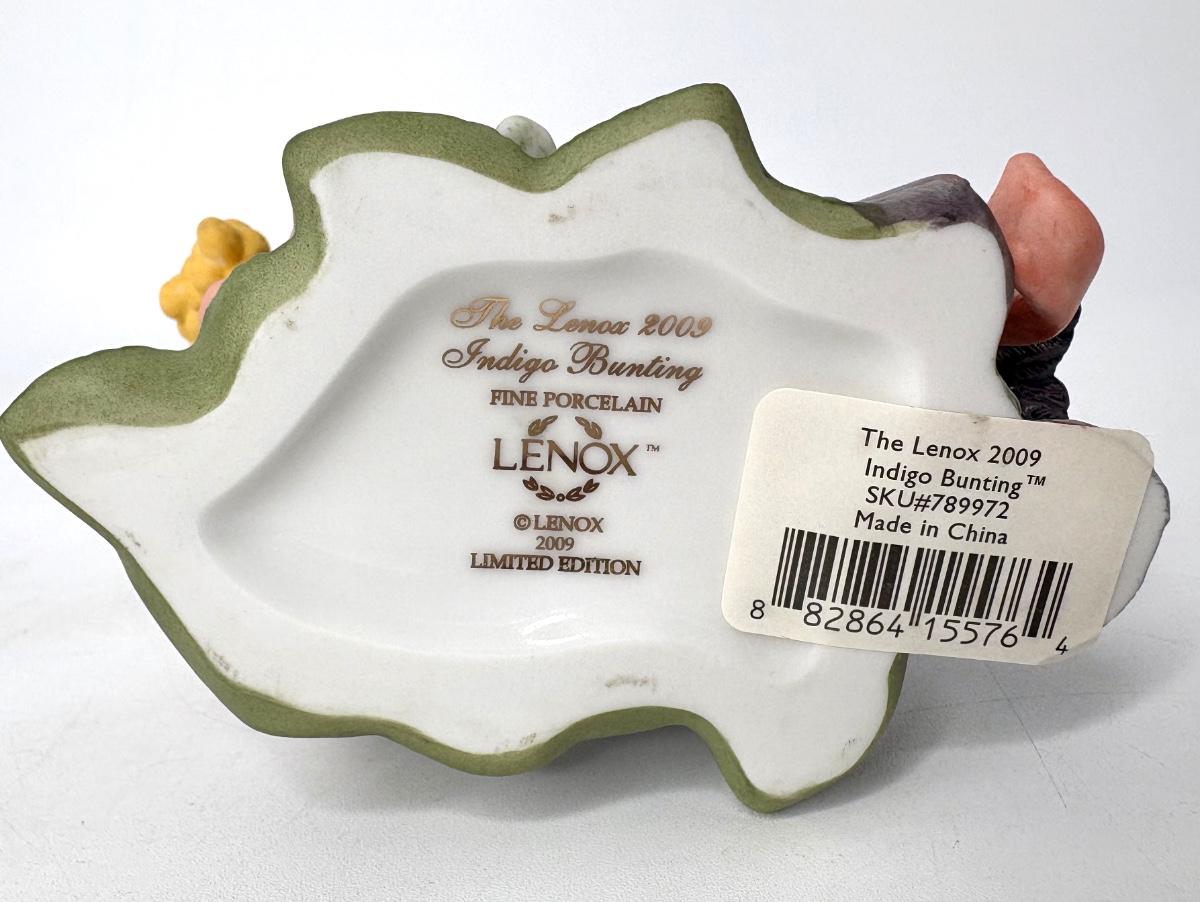 The Lenox 2009
Indigo Bunting
FINE PORCELAIN
LENOX™
© LENOX
2009
LIMITED EDITION
The Lenox 2009
Indigo Bunting™
SKU#789972
Made in China
8 82864 15576 4